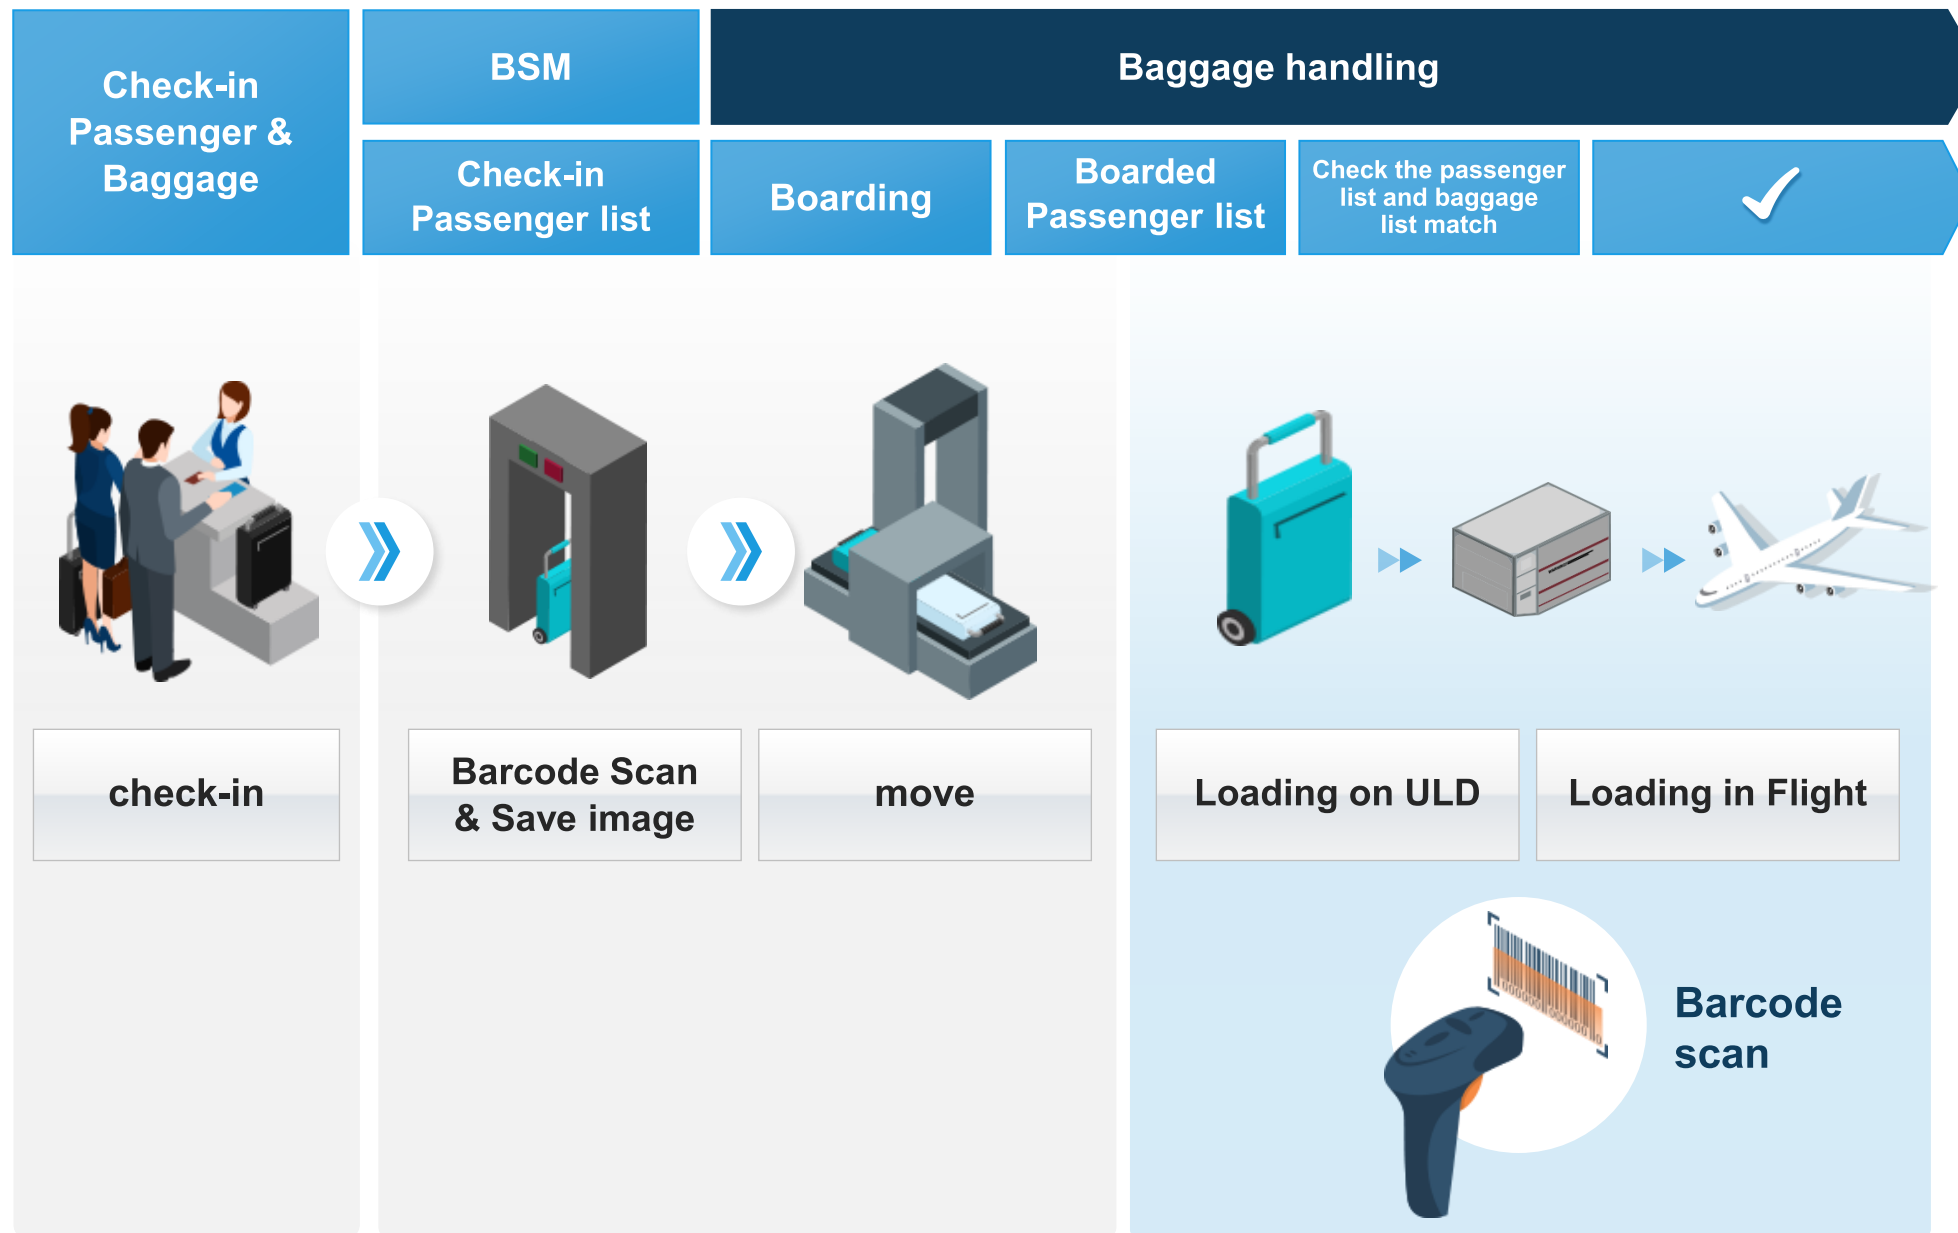 Check-in
Passenger &
Baggage
BSM
Baggage handling
Check-in
Passenger list
Boarding
Boarded
Passenger list
Check the passenger
list and baggage
list match
check-in
Barcode Scan
& Save image
move
Loading on ULD
Loading in Flight
Barcode
scan